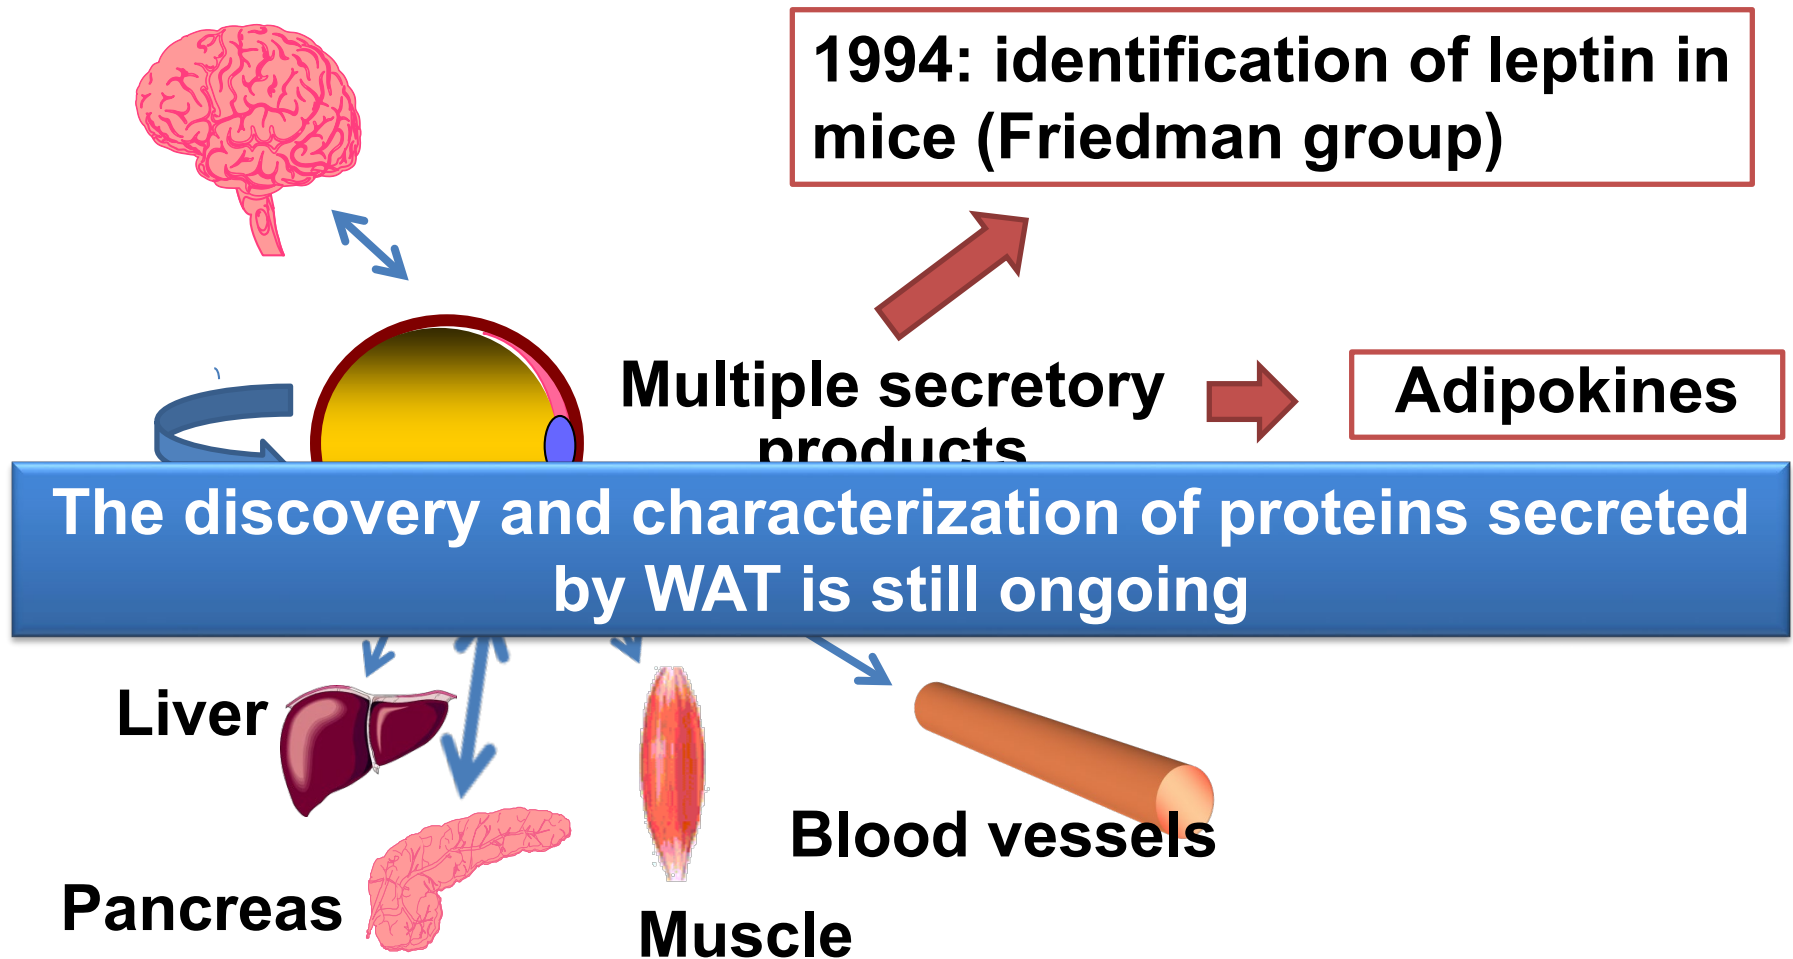 1994: identification of leptin in
mice (Friedman group)
Multiple secretory
products
Adipokines
The discovery and characterization of proteins secreted
by WAT is still ongoing
Liver
Blood vessels
Pancreas
Muscle